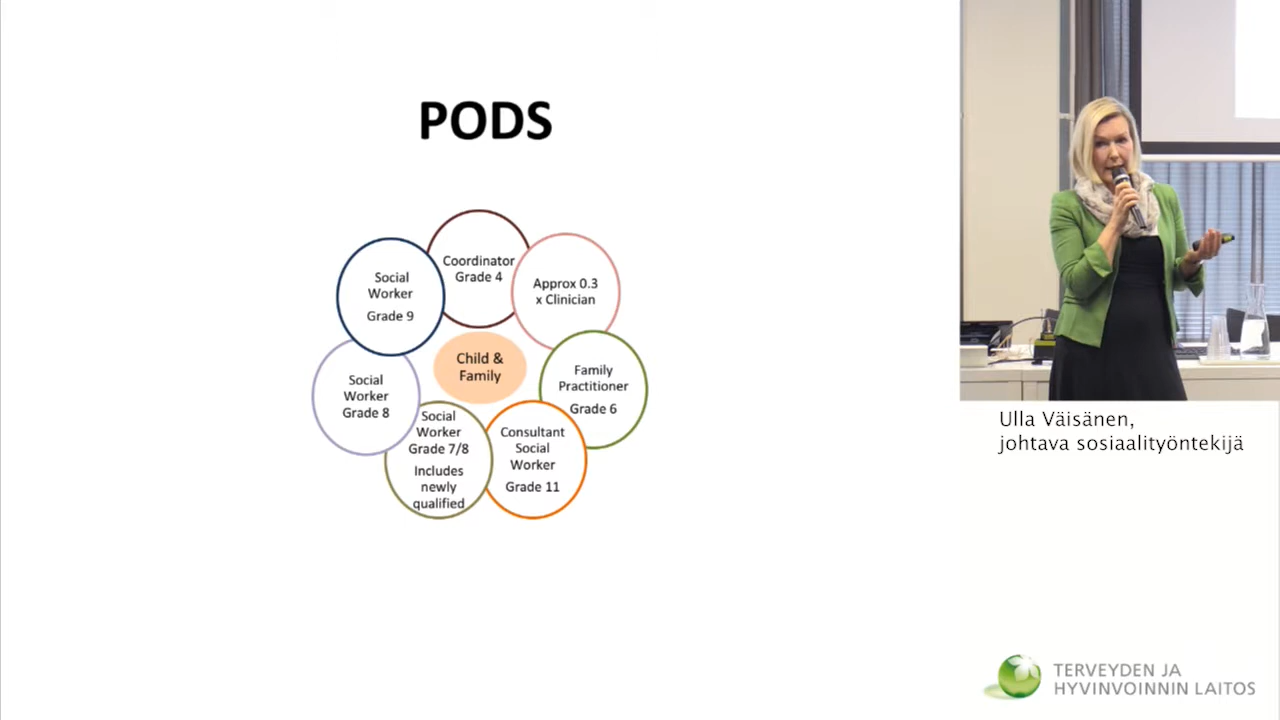 PODS
Coordinator
Grade 4
Approx 0.3
x Clinician
Family
Practitioner
Grade 6
Consultant
Social
Worker
Grade 11
Social
Worker
Grade 7/8
Includes
newly
qualified
Social
Worker
Grade 8
Social
Worker
Grade 9
Child &
Family
Ulla Väisänen,
johtava sosiaalityöntekijä
TERVEYDEN JA
HYVINVOINNIN LAITOS